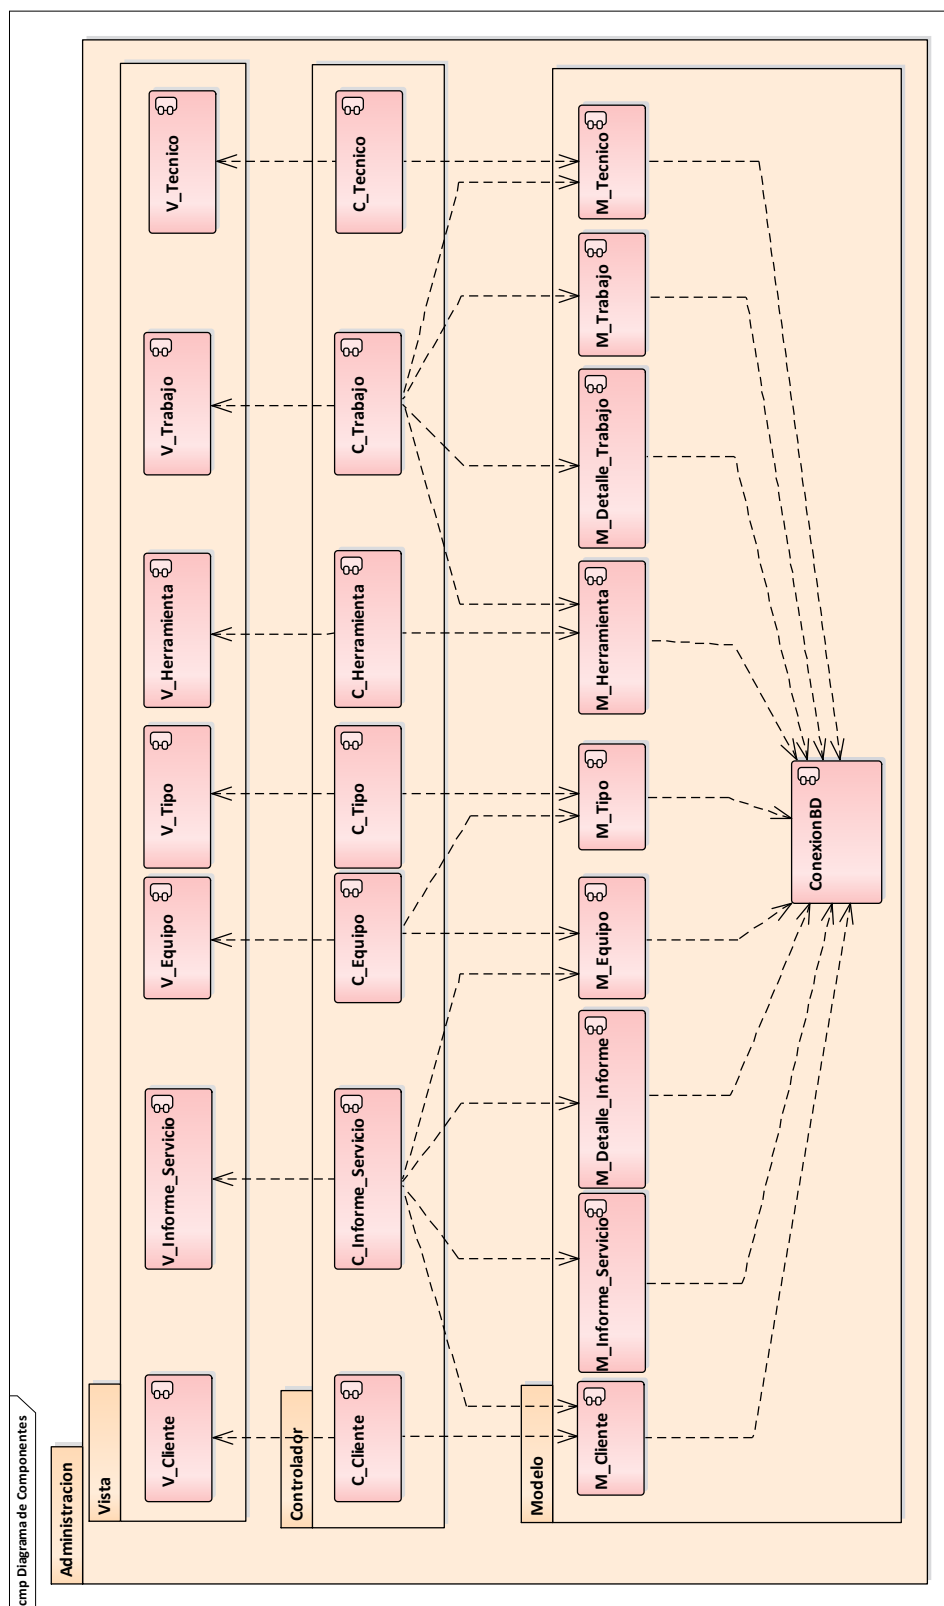 cmp Diagrama de Componentes
Administracion
Vista
V_Cliente
V_Informe_Servicio
V_Equipo
V_Tipo
V_Herramienta
V_Trabajo
V_Tecnico
Controlador
C_Cliente
C_Informe_Servicio
C_Equipo
C_Tipo
C_Herramienta
C_Trabajo
C_Tecnico
Modelo
M_Cliente
M_Informe_Servicio
M_Detalle_Informe
M_Equipo
M_Tipo
M_Herramienta
M_Detalle_Trabajo
M_Trabajo
M_Tecnico
ConexionBD